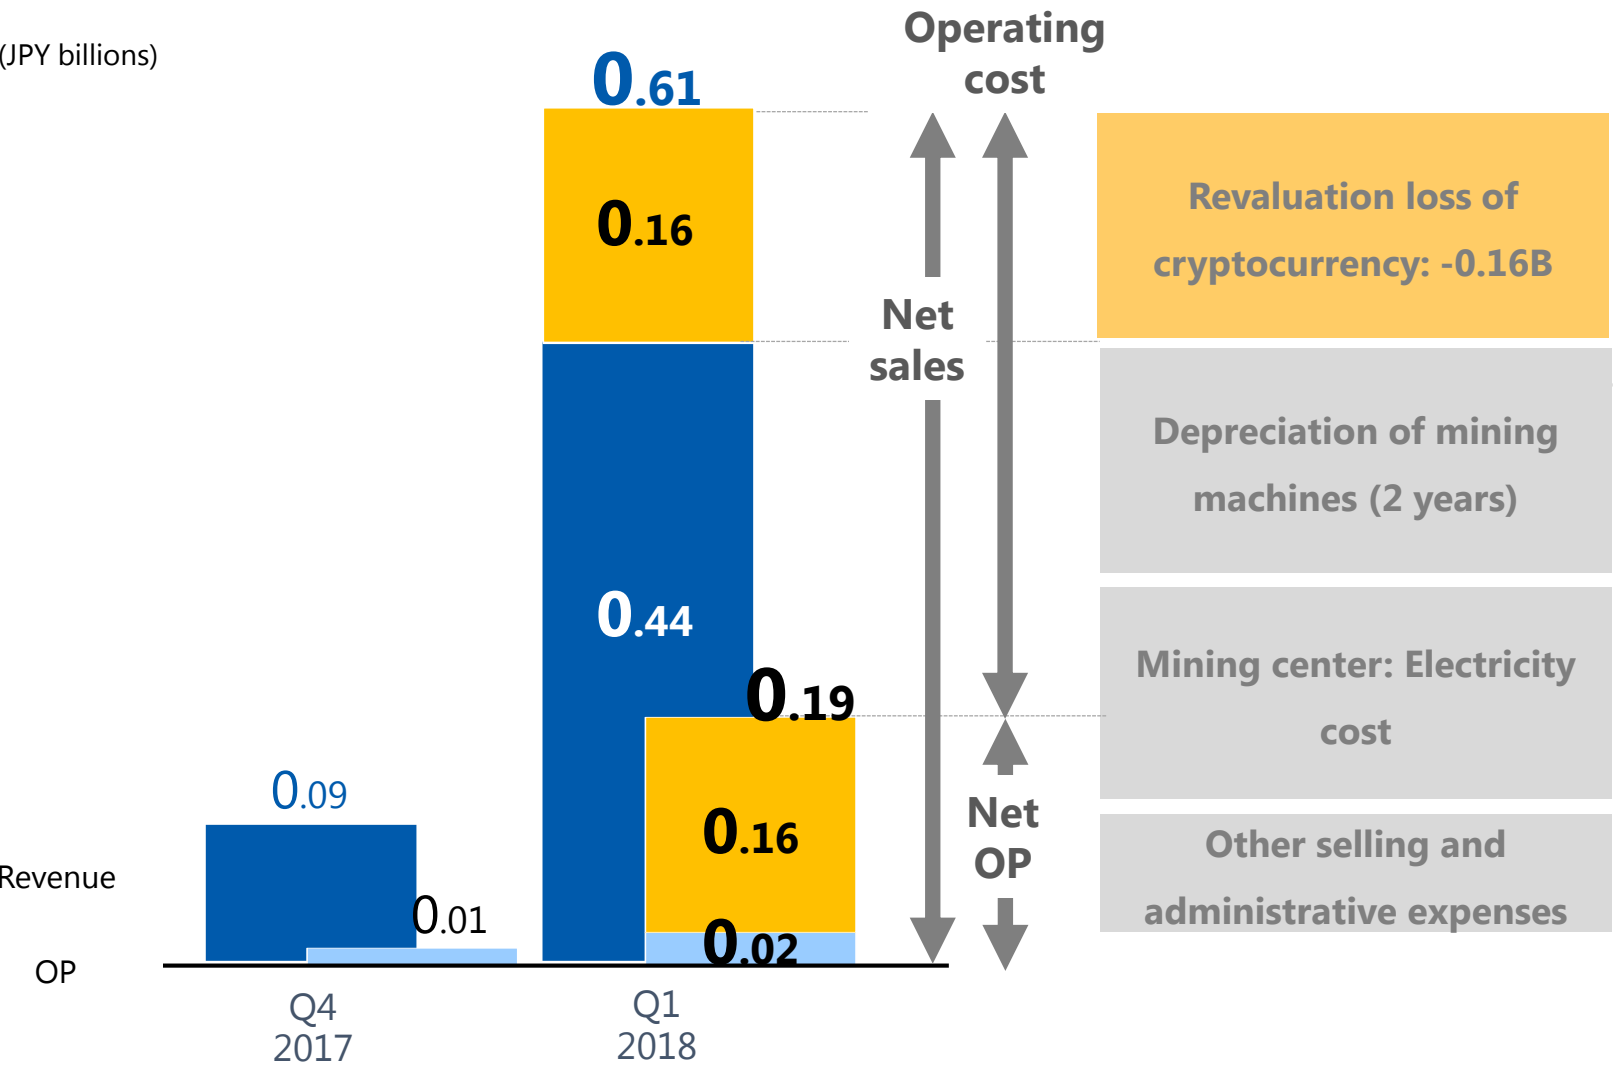 (JPY billions)
Operating
cost
0.61
0.16
Net
sales
0.44
0.19
0.09
0.16
Net
OP
0.01
0.02
Revenue
OP
Q4
2017
Q1
2018
Revaluation loss of
cryptocurrency: -0.16B
Depreciation of mining
machines (2 years)
Mining center: Electricity
cost
Other selling and
administrative expenses